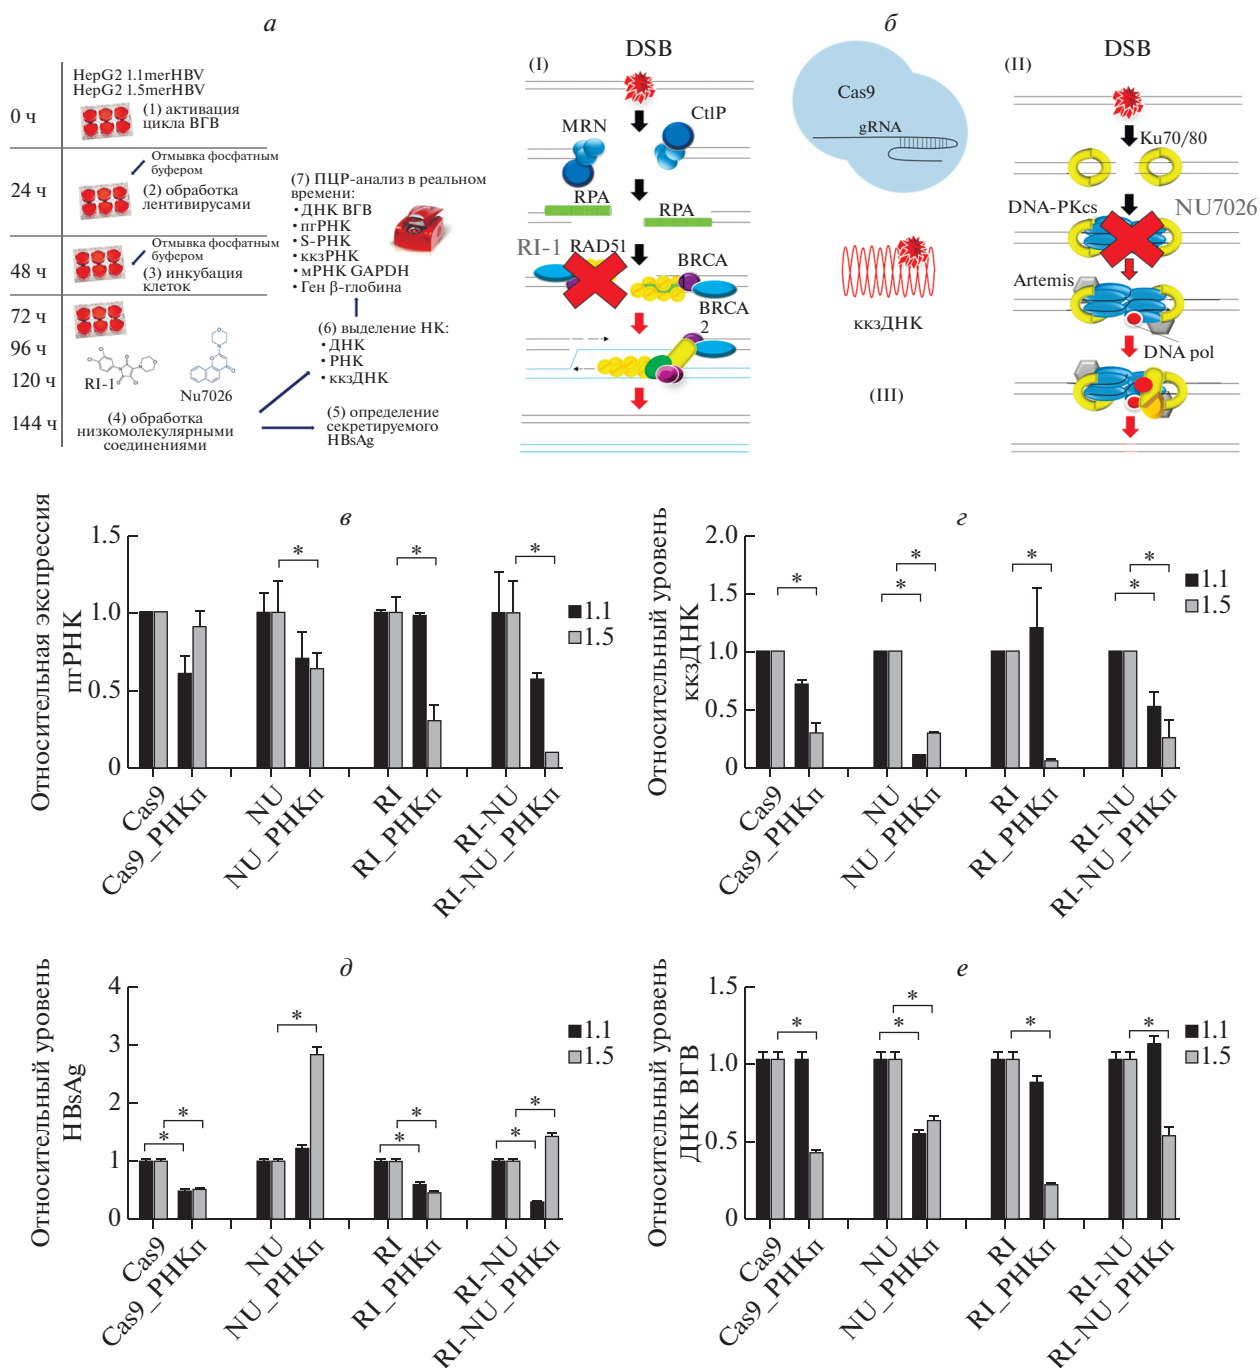 а
HepG2 1.1merHBV
HepG2 1.5merHBV
0 ч
(1) активация
цикла ВГВ
Отмывка фосфатным
буфером
24 ч
(2) обработка
лентивирусами
Отмывка фосфатным
буфером
48 ч
(3) инкубация
клеток
72 ч
96 ч
120 ч
144 ч
RI-1
Nu7026
(4) обработка
низкомолекулярными
соединениями
(7) ПЦР-анализ в реальном
времени:
• ДНК ВГВ
• пгРНК
• S-РНК
• ккзРНК
• мРНК GAPDH
• Ген β-глобина
(6) выделение НК:
• ДНК
• РНК
• ккзДНК
(5) определение
секретируемого
HBsAg
б
(I)
DSB
MRN
CtIP
RPA
RPA
RI-1
RAD51
BRCA
BRCA
2
Cas9
gRNA
ккзДНК
(III)
(II)
DSB
Ku70/80
DNA-PKcs
NU7026
Artemis
DNA pol
в
Относительная экспрессия
пгРНК
1.5
1.0
0.5
0
*
*
*
1.1
1.5
Cas9
Cas9_РНКп
NU
NU_РНКп
RI
RI_РНКп
RI-NU
RI-NU_РНКп
г
Относительный уровень
ккзДНК
2.0
1.5
1.0
0.5
0
*
*
*
*
*
*
1.1
1.5
Cas9
Cas9_РНКп
NU
NU_РНКп
RI
RI_РНКп
RI-NU
RI-NU_РНКп
д
Относительный уровень
HBsAg
4
3
2
1
0
*
*
*
*
*
*
*
1.1
1.5
Cas9
Cas9_РНКп
NU
NU_РНКп
RI
RI_РНКп
RI-NU
RI-NU_РНКп
е
Относительный уровень
ДНК ВГВ
1.5
1.0
0.5
0
*
*
*
*
*
1.1
1.5
Cas9
Cas9_РНКп
NU
NU_РНКп
RI
RI_РНКп
RI-NU
RI-NU_РНКп